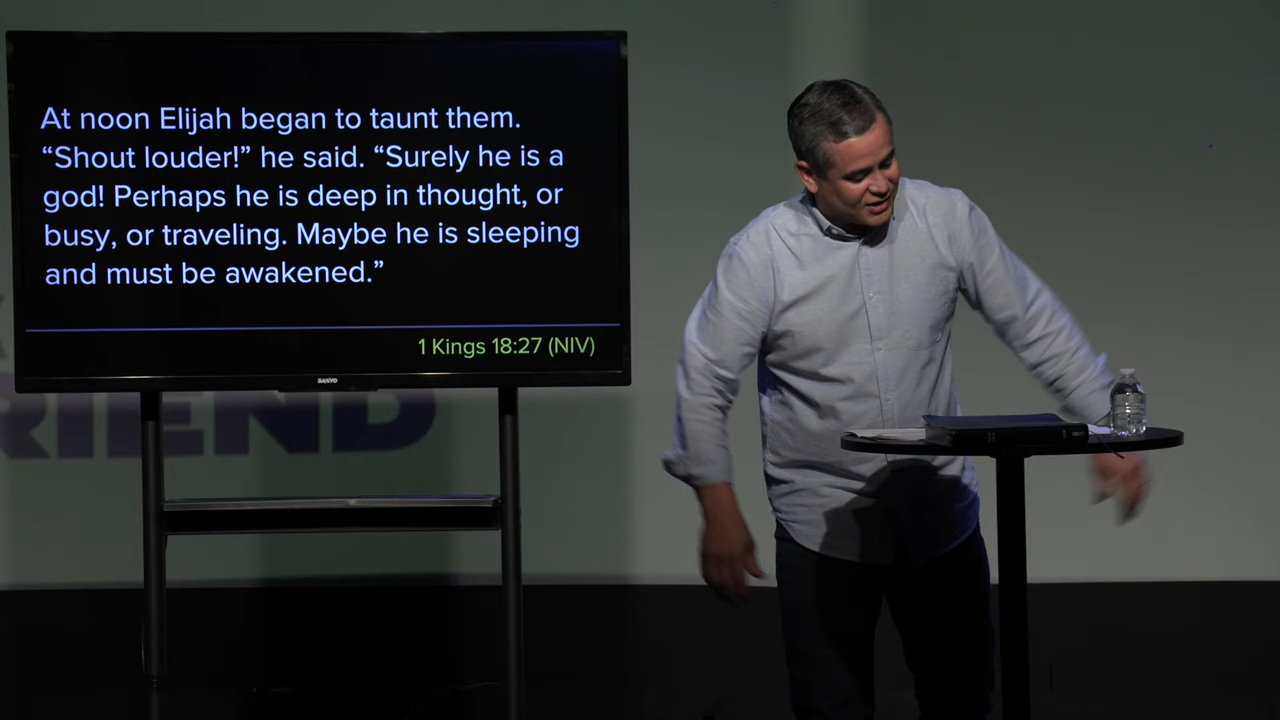 At noon Elijah began to taunt them.
“Shout louder!” he said. “Surely he is a
god! Perhaps he is deep in thought, or
busy, or traveling. Maybe he is sleeping
and must be awakened.”
1 Kings 18:27 (NIV)
SANYO
RIEND